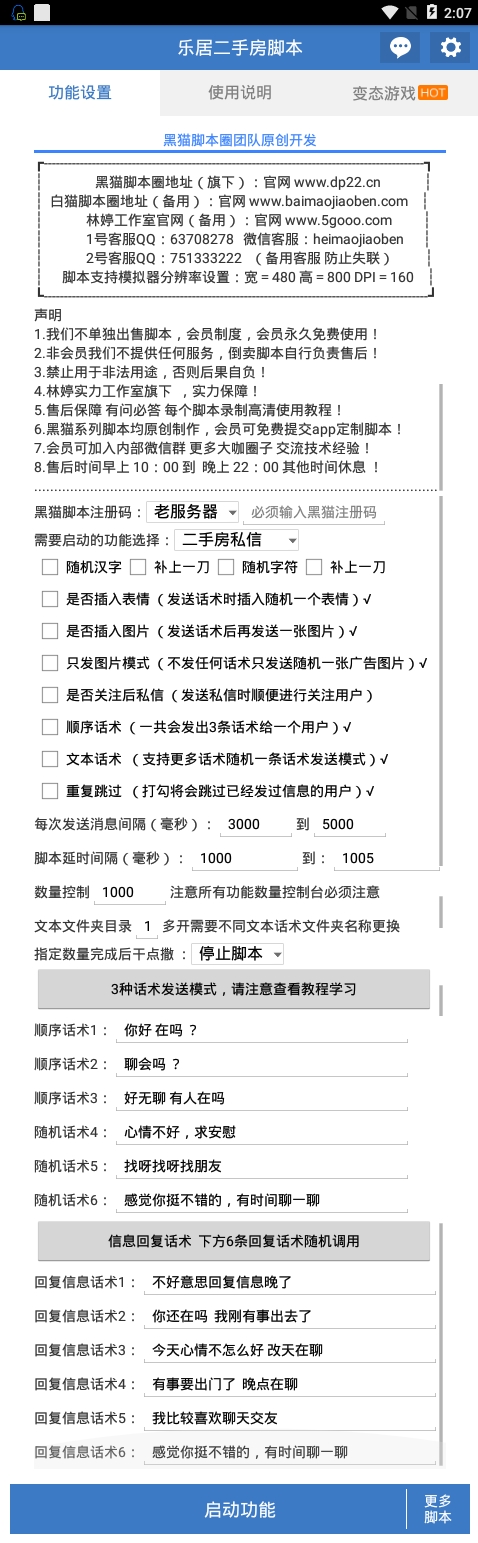 2:07
乐居二手房脚本
功能设置 使用说明 变态游戏 HOT
黑猫脚本圈团队原创开发
黑猫脚本圈地址（旗下）：官网 www.dp22.cn
白猫脚本圈地址（备用）：官网 www.baimaojiaoben.com
林婷工作室官网（备用）：官网 www.5gooo.com
1号客服QQ：63708278 微信客服：heimaojiaoben
2号客服QQ：751333222 （备用客服 防止失联）
脚本支持模拟器分辨率设置：宽 = 480 高 = 800 DPI = 160
声明
1.我们不单独出售脚本，会员制度，会员永久免费使用！
2.非会员我们不提供任何服务，倒卖脚本自行负责售后！
3.禁止用于非法用途，否则后果自负！
4.林婷实力工作室旗下 ，实力保障！
5.售后保障 有问必答 每个脚本录制高清使用教程！
6.黑猫系列脚本均原创制作，会员可免费提交app定制脚本！
7.会员可加入内部微信群 更多大咖圈子 交流技术经验！
8.售后时间早上 10：00 到 晚上 22：00 其他时间休息 ！
黑猫脚本注册码： 老服务器 必须输入黑猫注册码
需要启动的功能选择： 二手房私信
随机汉字 补上一刀 随机字符 补上一刀
是否插入表情 （发送话术时插入随机一个表情）√
是否插入图片 （发送话术后再发送一张图片）√
只发图片模式 （不发任何话术只发送随机一张广告图片）√
是否关注后私信 （发送私信时顺便进行关注用户）
顺序话术 （一共会发出3条话术给一个用户）√
文本话术 （支持更多话术随机一条话术发送模式）√
重复跳过 （打勾将会跳过已经发过信息的用户）√
每次发送消息间隔（毫秒）： 3000 到 5000
脚本延时间隔（毫秒）： 1000 到： 1005
数量控制 1000 注意所有功能数量控制台必须注意
文本文件夹目录 1 多开需要不同文本话术文件夹名称更换
指定数量完成后干点撒 ： 停止脚本
3种话术发送模式，请注意查看教程学习
顺序话术1： 你好 在吗 ？
顺序话术2： 聊会吗 ？
顺序话术3： 好无聊 有人在吗
随机话术4： 心情不好，求安慰
随机话术5： 找呀找呀找朋友
随机话术6： 感觉你挺不错的，有时间聊一聊
信息回复话术 下方6条回复话术随机调用
回复信息话术1： 不好意思回复信息晚了
回复信息话术2： 你还在吗 我刚有事出去了
回复信息话术3： 今天心情不怎么好 改天在聊
回复信息话术4： 有事要出门了 晚点在聊
回复信息话术5： 我比较喜欢聊天交友
回复信息话术6： 感觉你挺不错的，有时间聊一聊
启动功能 更多
脚本